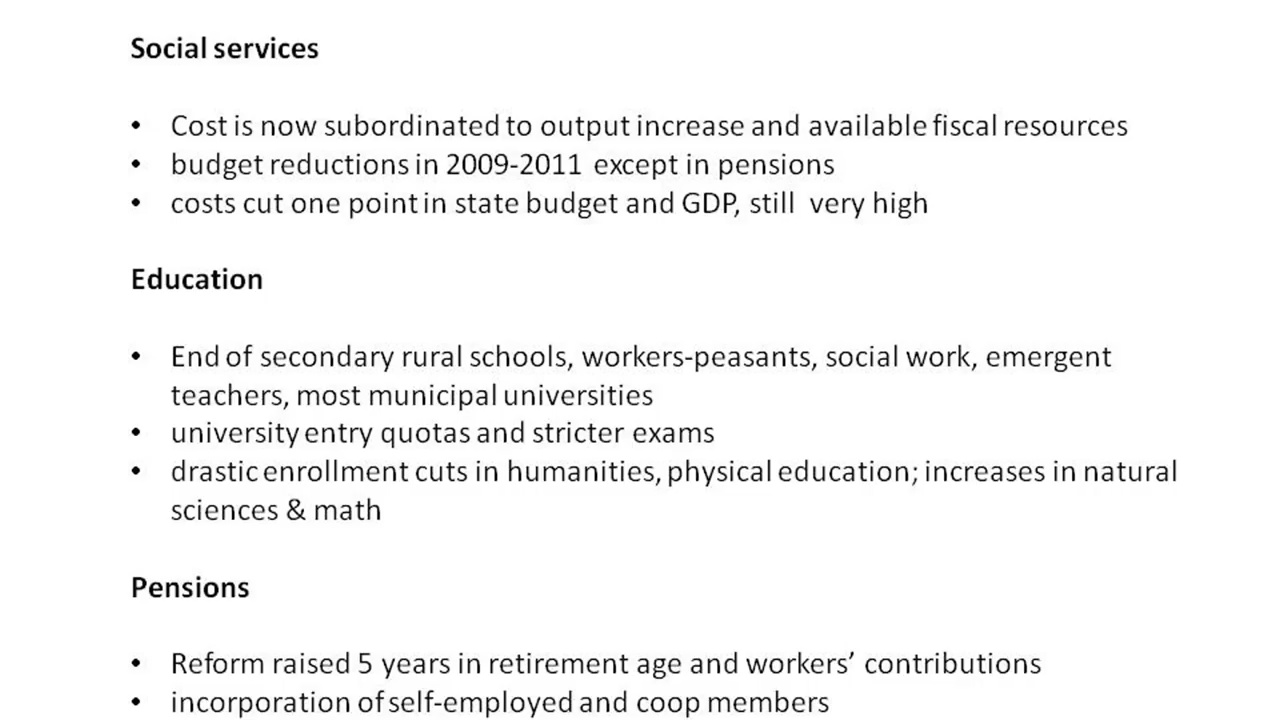 Social services
• Cost is now subordinated to output increase and available fiscal resources
• budget reductions in 2009-2011 except in pensions
• costs cut one point in state budget and GDP, still very high
Education
• End of secondary rural schools, workers-peasants, social work, emergent
teachers, most municipal universities
• university entry quotas and stricter exams
• drastic enrollment cuts in humanities, physical education; increases in natural
sciences & math
Pensions
• Reform raised 5 years in retirement age and workers’ contributions
• incorporation of self-employed and coop members